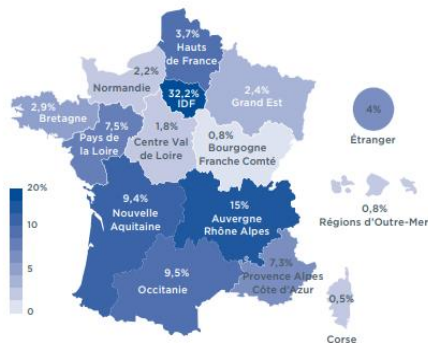 3,7%
Hauts
de France
2,2%
Normandie
32,2%
IDF
2,4%
Grand Est
2,9%
Bretagne
7,5%
Pays de
la Loire
1,8%
Centre Val
de Loire
0,8%
Bourgogne
Franche Comté
4%
Étranger
9,4%
Nouvelle
Aquitaine
15%
Auvergne
Rhône Alpes
0,8%
Régions d'Outre-Mer
9,5%
Occitanie
7,3%
Provence Alpes
Côte d'Azur
0,5%
Corse
20%
10
5
0